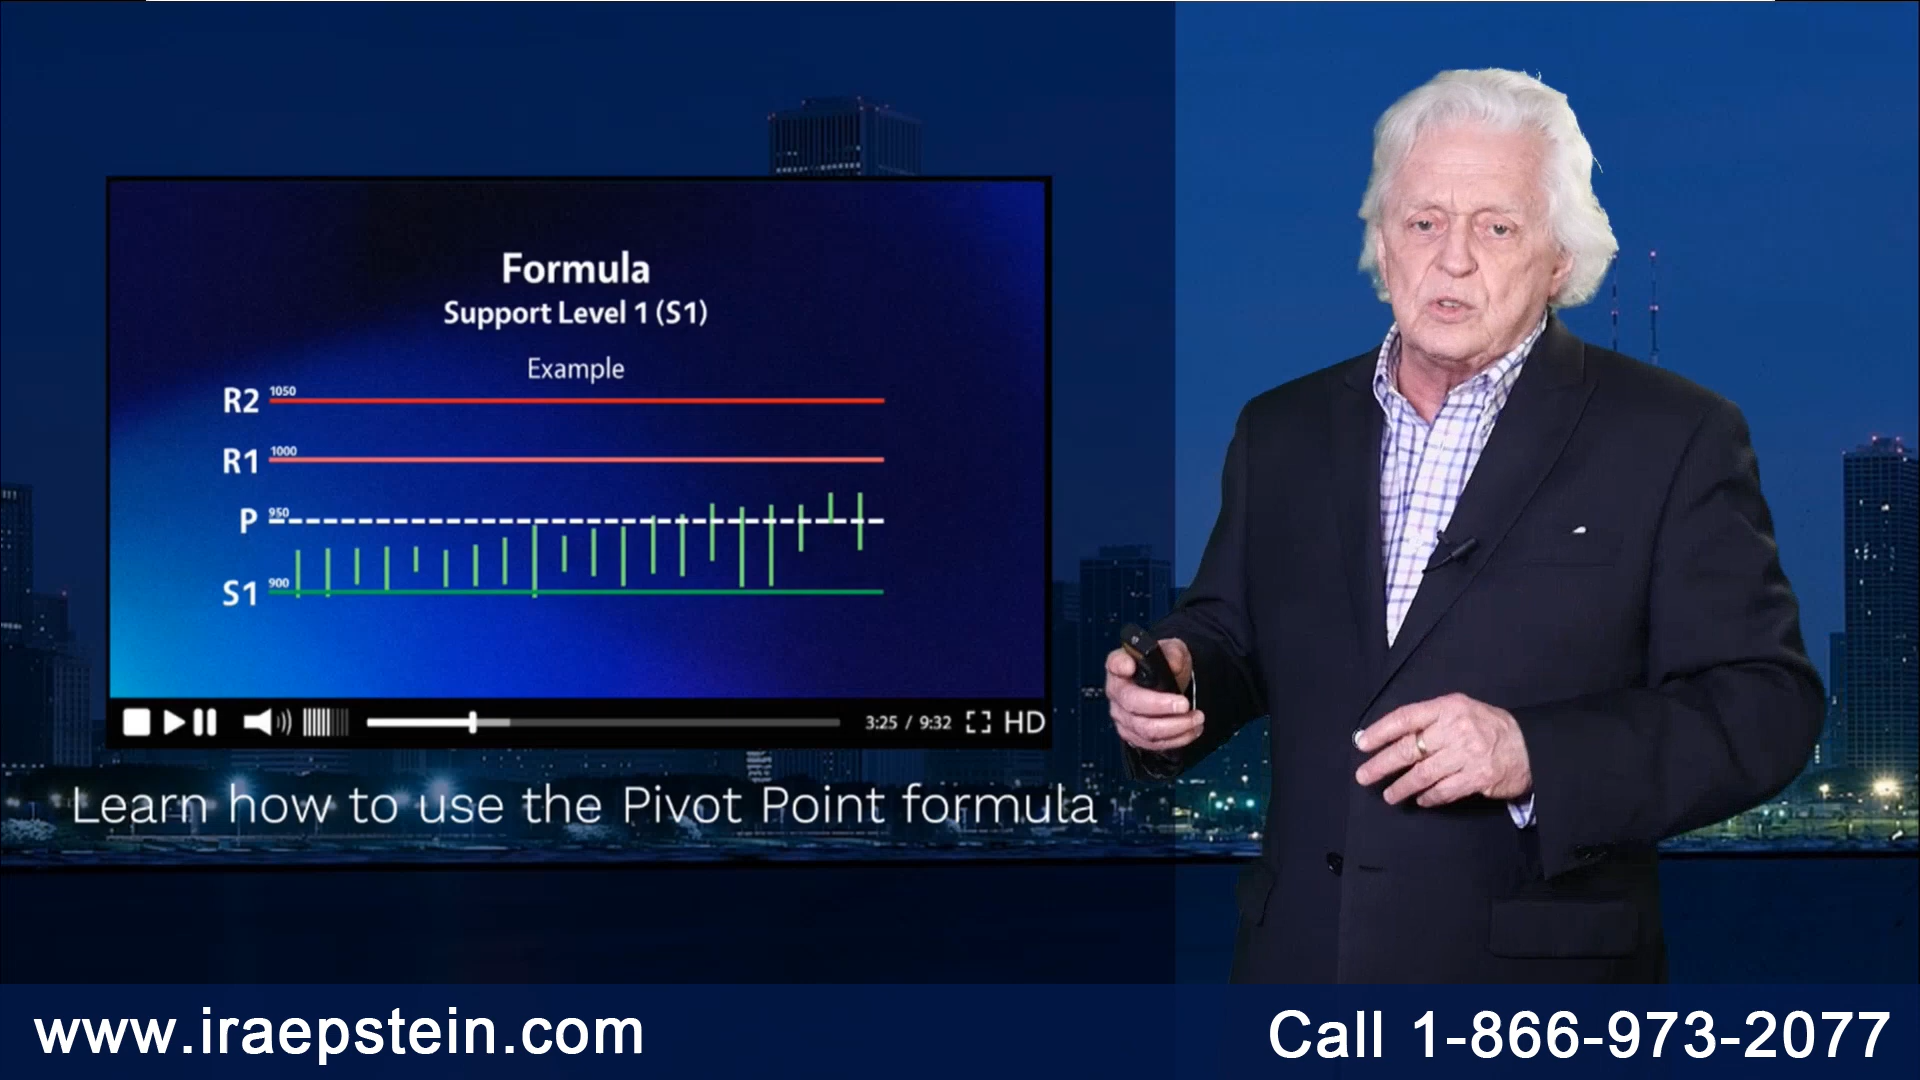 Formula
Support Level 1 (S1)
Example
R2 1050
R1 1000
P 950
S1 900
3:25 / 9:32 HD
Learn how to use the Pivot Point formula
www.iraepstein.com
Call 1-866-973-2077